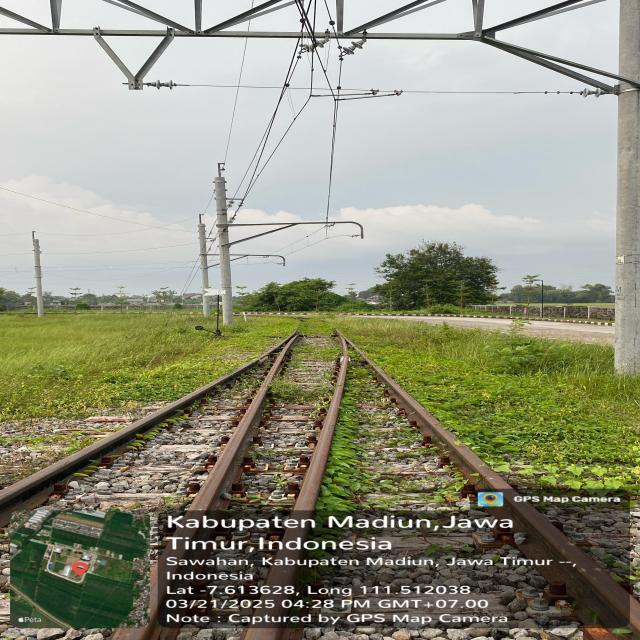 GPS Map Camera
Kabupaten Madiun,Jawa
Timur,Indonesia
Sawahan, Kabupaten Madiun, Jawa Timur --,
Indonesia
Lat -7.613628, Long 111.512038
03/21/2025 04:28 PM GMT+07.00
Note : Captured by GPS Map Camera
Peta